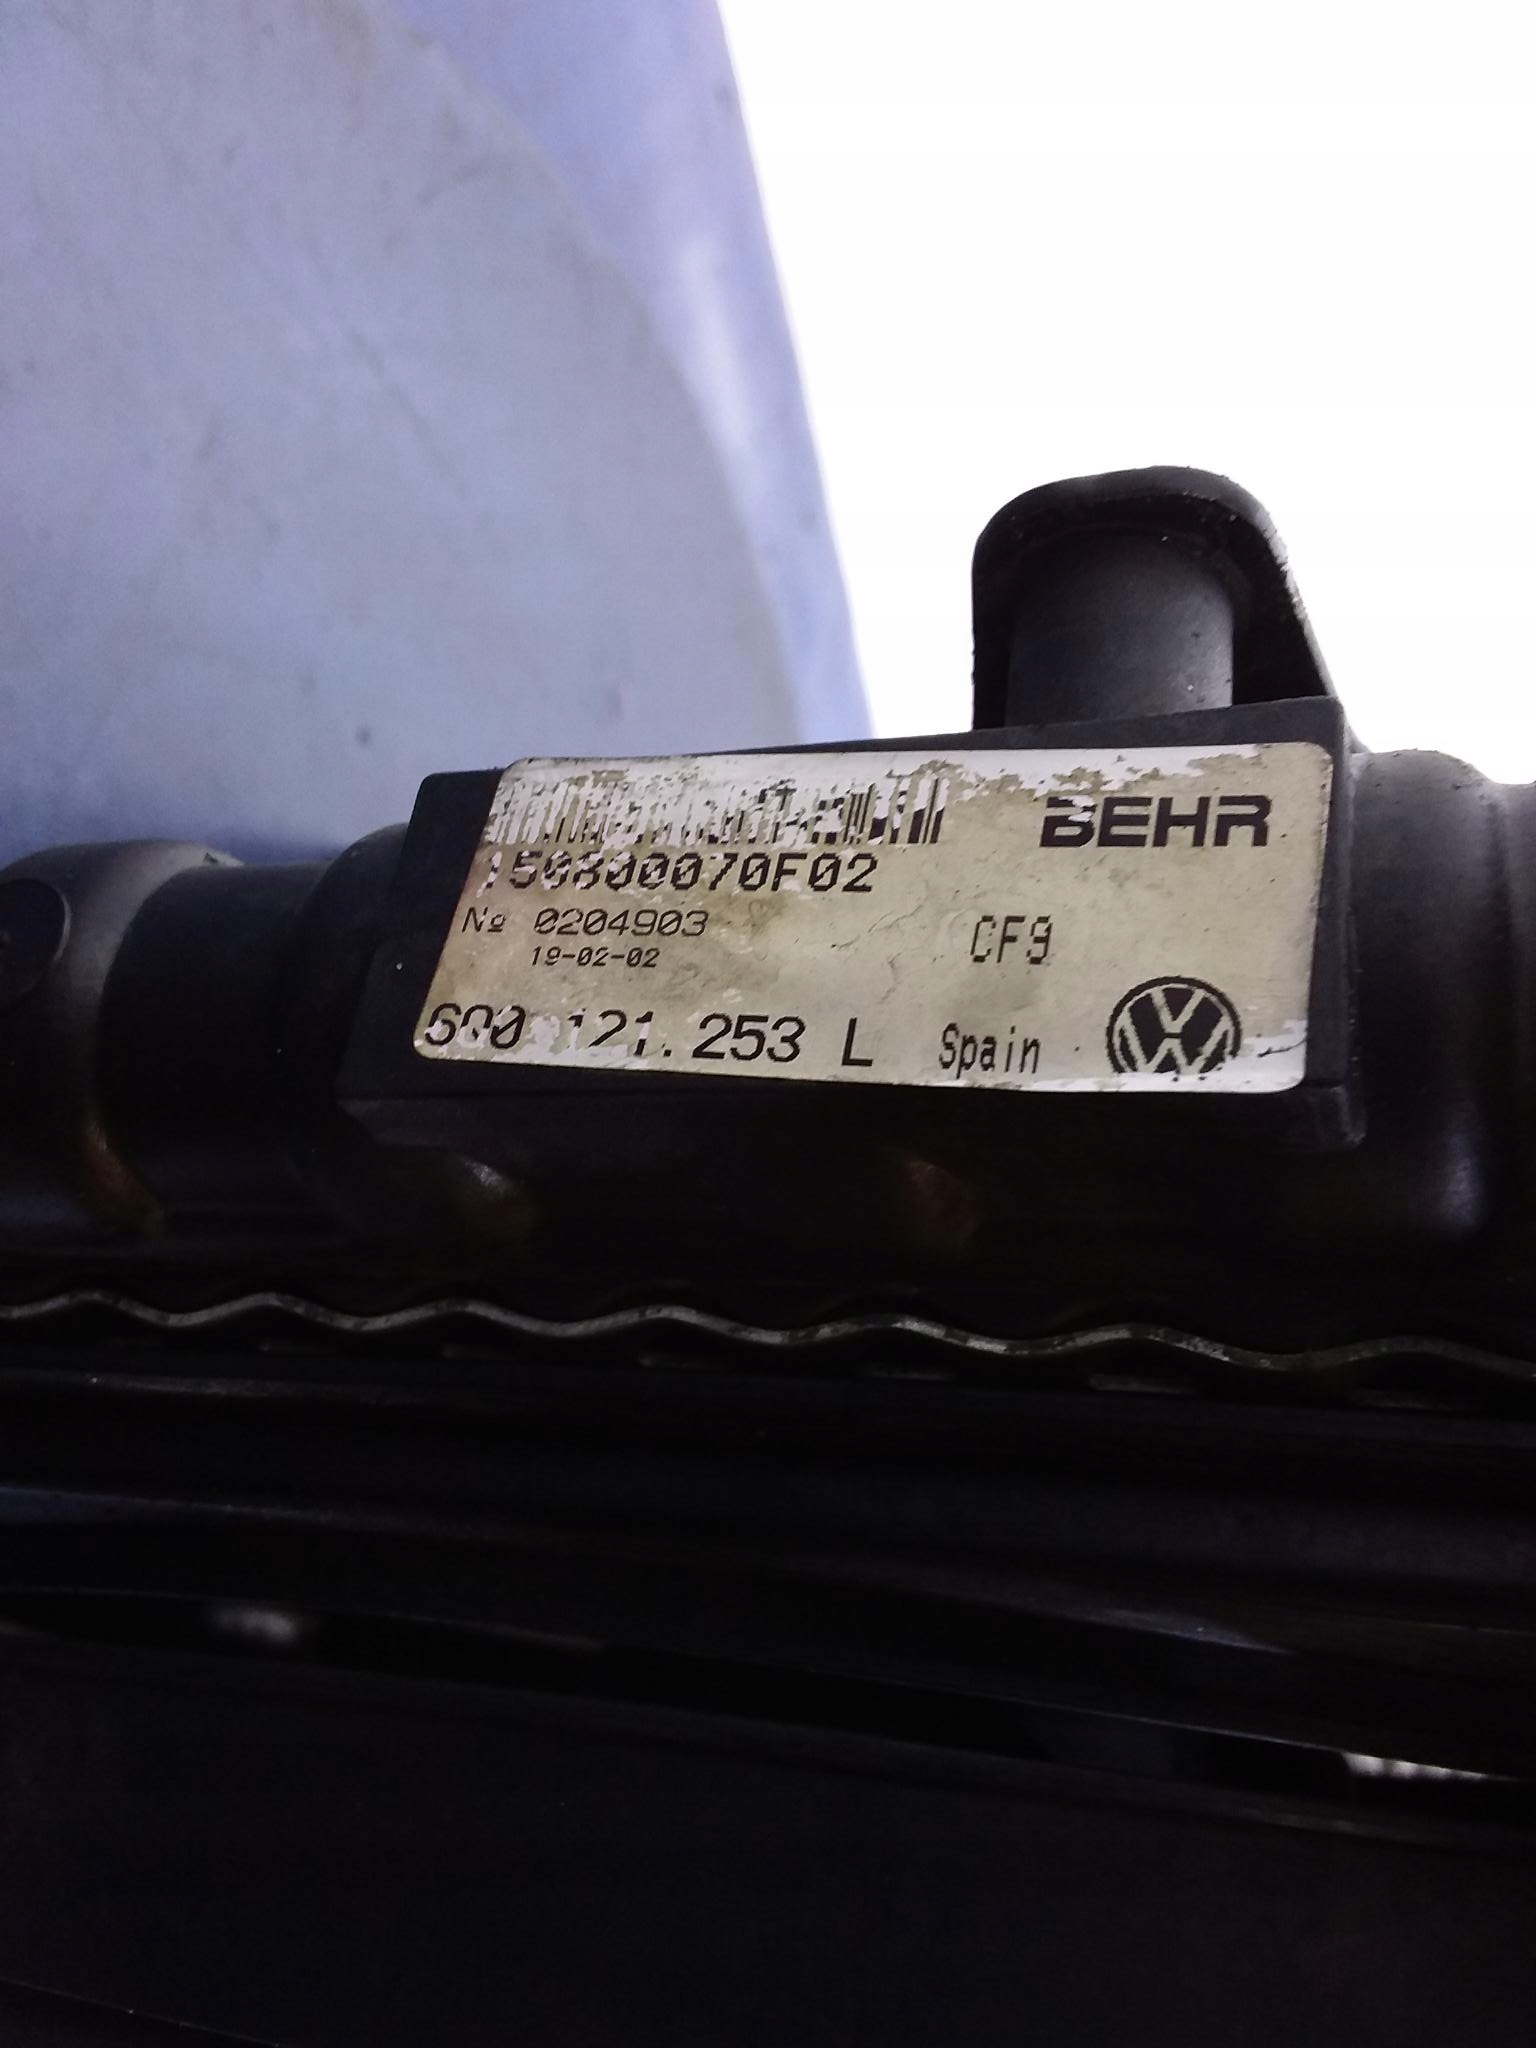 BEHR
150800070F02
Nº 0204903
CF9
19-02-02
6Q0 121. 253 L Spain